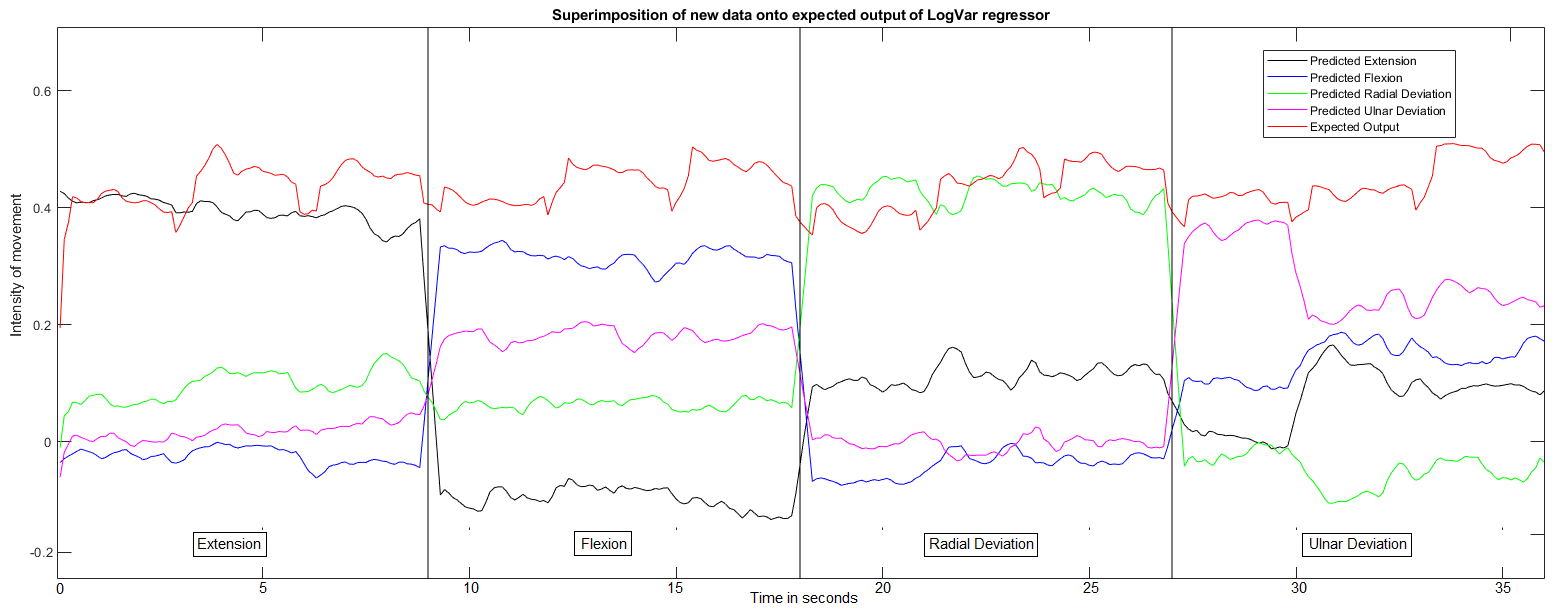 Superimposition of new data onto expected output of LogVar regressor
Predicted Extension
Predicted Flexion
Predicted Radial Deviation
Predicted Ulnar Deviation
Expected Output
Intensity of movement
0.6
0.4
0.2
0
-0.2
Extension
Flexion
Radial Deviation
Ulnar Deviation
0 5 10 15 20 25 30 35
Time in seconds